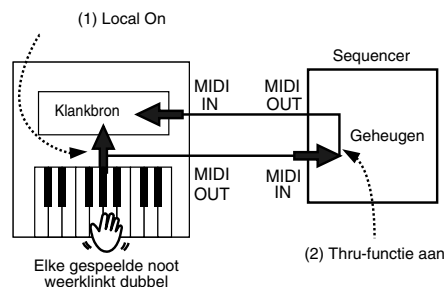 (1) Local On
Sequencer
MIDI
IN
MIDI
OUT
Klankbron
Geheugen
MIDI
OUT
MIDI
IN
(2) Thru-functie aan
Elke gespeelde noot
weerklinkt dubbel